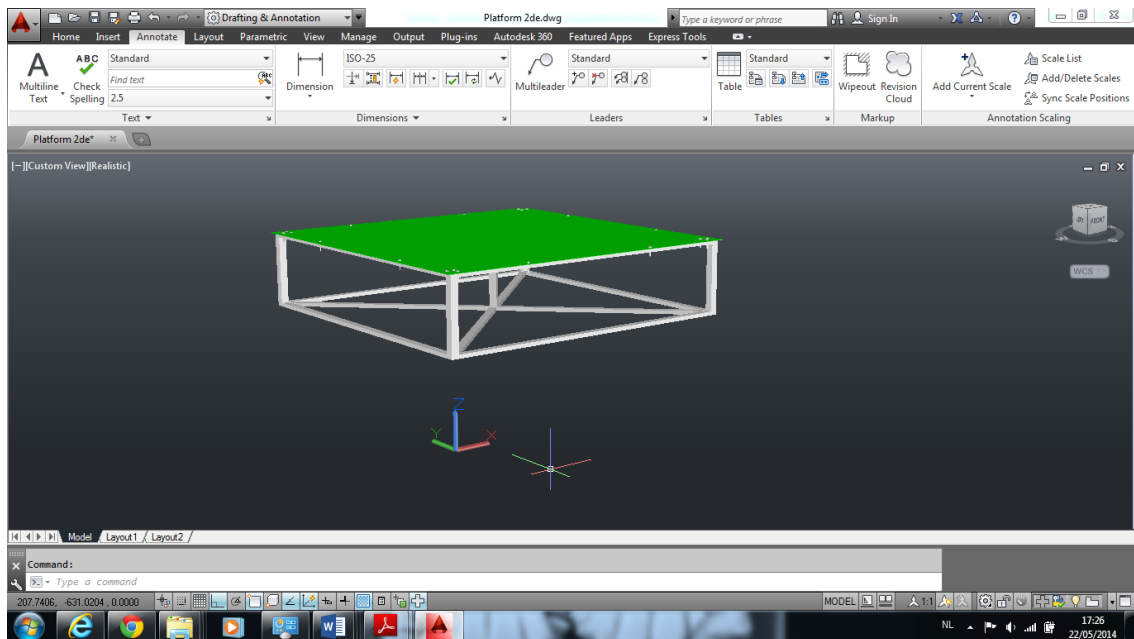 Drafting & Annotation
Platform 2de.dwg
Type a keyword or phrase
Sign In
Home Insert Annotate Layout Parametric View Manage Output Plug-ins Autodesk 360 Featured Apps Express Tools
A
Multiline Text
ABC
Check Spelling
Standard
Find text
ABC
2.5
Text
Dimension
ISO-25
Dimensions
Multileader
Standard
Leaders
Table
Standard
Tables
Wipeout
Revision Cloud
Markup
Add Current Scale
Scale List
Add/Delete Scales
Sync Scale Positions
Annotation Scaling
Platform 2de*
[−][Custom View][Realistic]
FRONT
WCS
Z
Y X
Model Layout1 Layout2
Command:
Type a command
207.7406, -631.0204 , 0.0000
MODEL
1:1
NL
17:26
22/05/2014